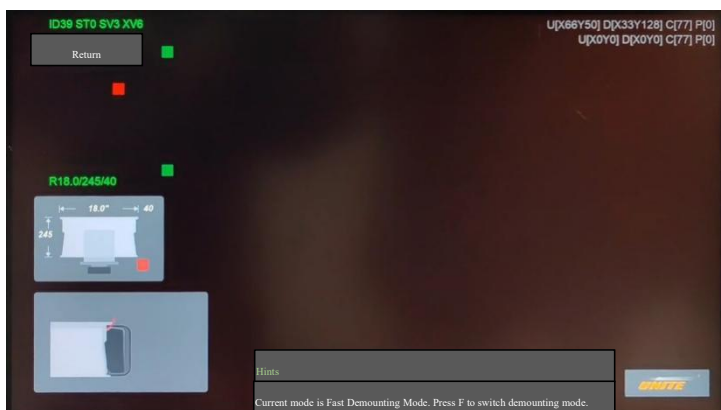 ID39 ST0 SV3 XV6
U[X66Y50] D[X33Y128] C[77] P[0]
U[X0Y0] D[X0Y0] C[77] P[0]
Return
R18.0/245/40
18.0" 40
245
Hints
Current mode is Fast Demounting Mode. Press F to switch demounting mode.
UNITE